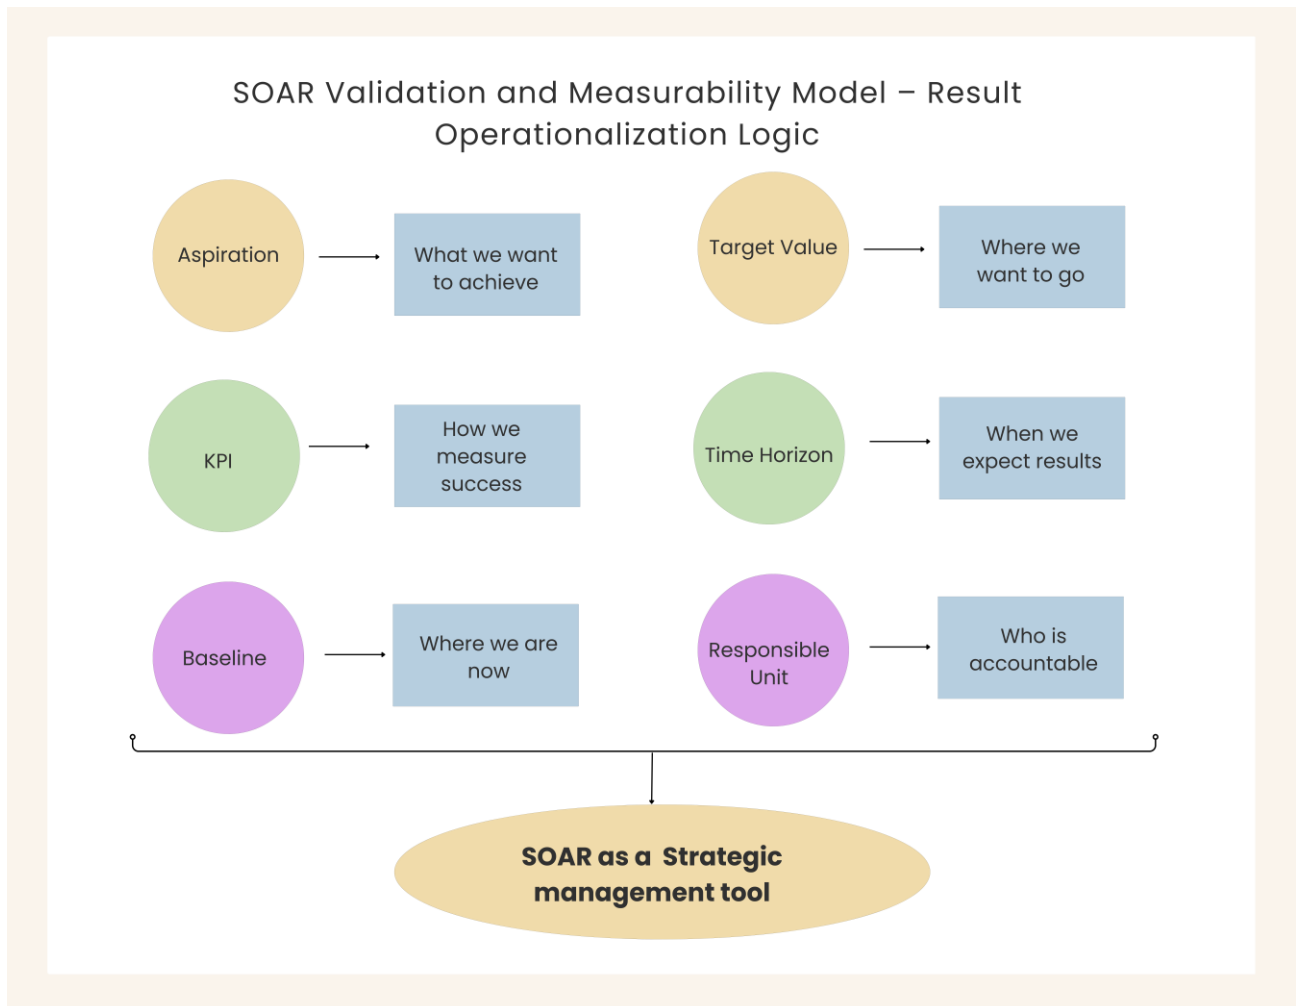 SOAR Validation and Measurability Model – Result
Operationalization Logic
Aspiration
What we want
to achieve
Target Value
Where we
want to go
KPI
How we
measure
success
Time Horizon
When we
expect results
Baseline
Where we are
now
Responsible
Unit
Who is
accountable
SOAR as a Strategic
management tool